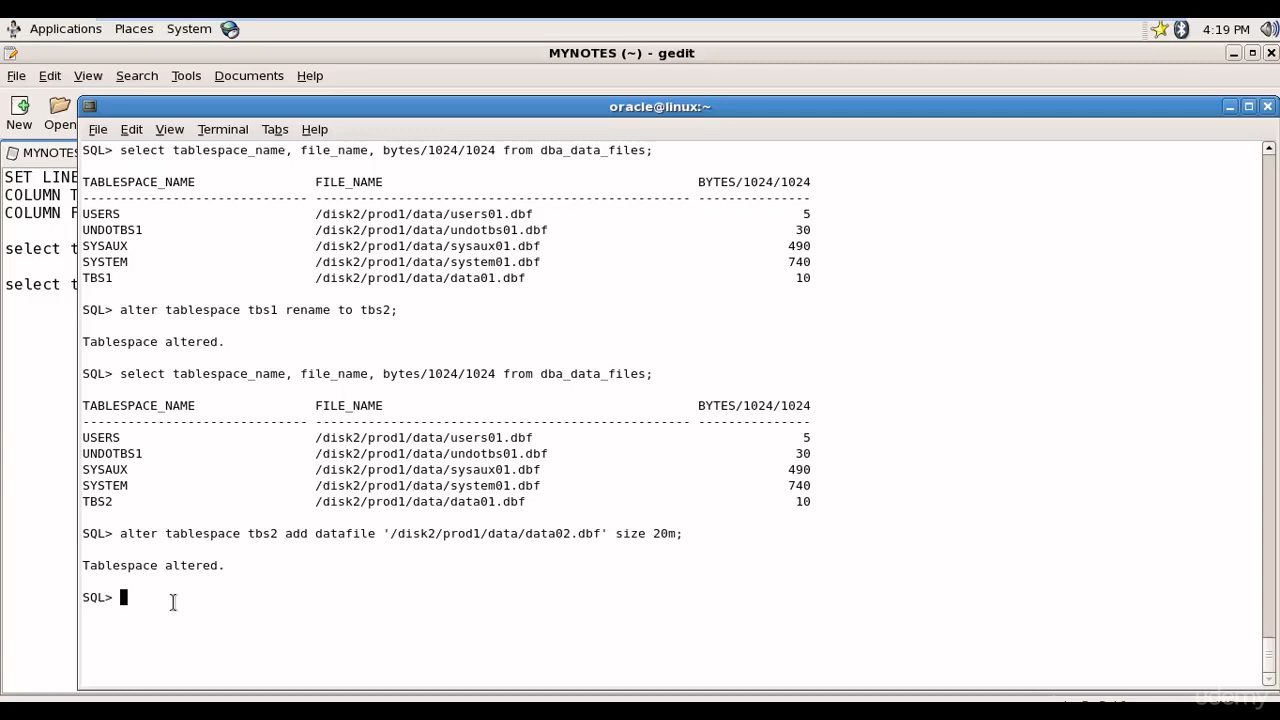 Applications Places System 4:19 PM
MYNOTES (~) - gedit
File Edit View Search Tools Documents Help
New Open
oracle@linux:~
File Edit View Terminal Tabs Help
MYNOTES
SET LINE
COLUMN T
COLUMN F
select t
select t
SQL> select tablespace_name, file_name, bytes/1024/1024 from dba_data_files;
TABLESPACE_NAME FILE_NAME BYTES/1024/1024
------------------------------ -------------------------------------------------- ---------------
USERS /disk2/prod1/data/users01.dbf 5
UNDOTBS1 /disk2/prod1/data/undotbs01.dbf 30
SYSAUX /disk2/prod1/data/sysaux01.dbf 490
SYSTEM /disk2/prod1/data/system01.dbf 740
TBS1 /disk2/prod1/data/data01.dbf 10
SQL> alter tablespace tbs1 rename to tbs2;
Tablespace altered.
SQL> select tablespace_name, file_name, bytes/1024/1024 from dba_data_files;
TABLESPACE_NAME FILE_NAME BYTES/1024/1024
------------------------------ -------------------------------------------------- ---------------
USERS /disk2/prod1/data/users01.dbf 5
UNDOTBS1 /disk2/prod1/data/undotbs01.dbf 30
SYSAUX /disk2/prod1/data/sysaux01.dbf 490
SYSTEM /disk2/prod1/data/system01.dbf 740
TBS2 /disk2/prod1/data/data01.dbf 10
SQL> alter tablespace tbs2 add datafile '/disk2/prod1/data/data02.dbf' size 20m;
Tablespace altered.
SQL>
udemy